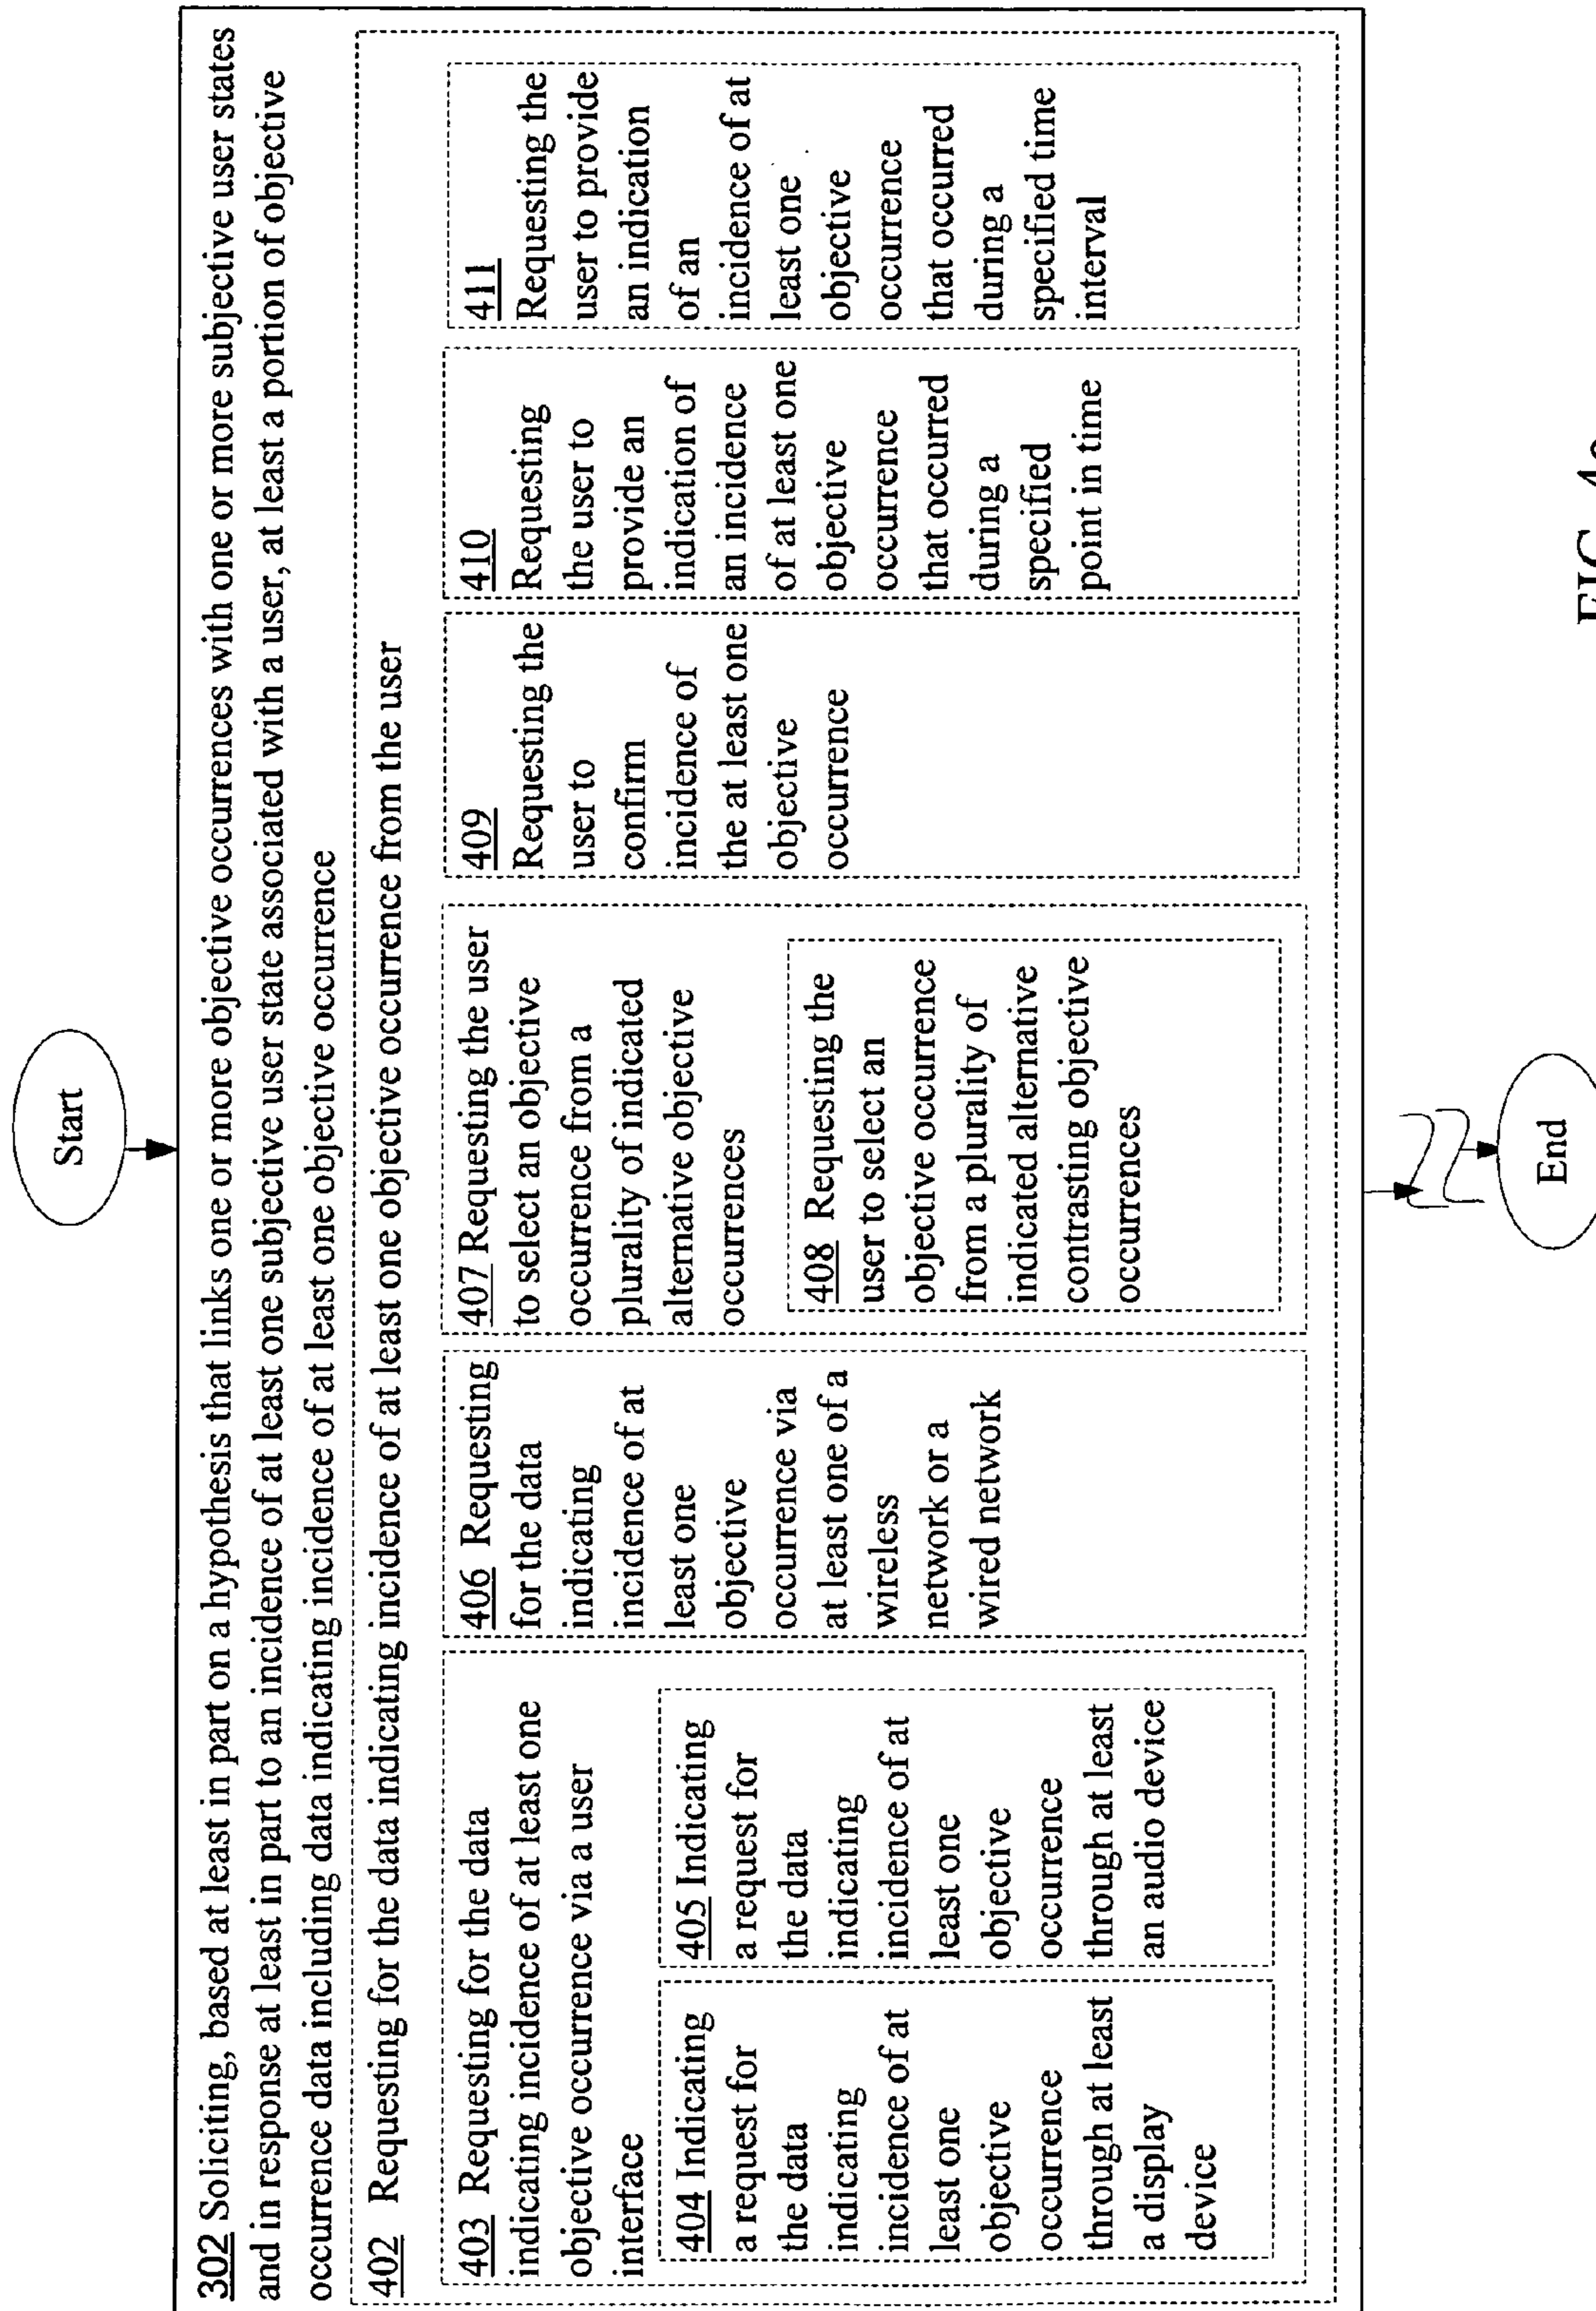 Start
302 Soliciting, based at least in part on a hypothesis that links one or more objective occurrences with one or more subjective user states
and in response at least in part to an incidence of at least one subjective user state associated with a user, at least a portion of objective
occurrence data including data indicating incidence of at least one objective occurrence
402 Requesting for the data indicating incidence of at least one objective occurrence from the user
403 Requesting for the data
indicating incidence of at least one
objective occurrence via a user
interface
404 Indicating
a request for
the data
indicating
incidence of at
least one
objective
occurrence
through at least
a display
device
405 Indicating
a request for
the data
indicating
incidence of at
least one
objective
occurrence
through at least
an audio device
406 Requesting
for the data
indicating
incidence of at
least one
objective
occurrence via
at least one of a
wireless
network or a
wired network
407 Requesting the user
to select an objective
occurrence from a
plurality of indicated
alternative objective
occurrences
408 Requesting the
user to select an
objective occurrence
from a plurality of
indicated alternative
contrasting objective
occurrences
409
Requesting the
user to
confirm
incidence of
the at least one
objective
occurrence
410
Requesting
the user to
provide an
indication of
an incidence
of at least one
objective
occurrence
that occurred
during a
specified
point in time
411
Requesting the
user to provide
an indication
of an
incidence of at
least one
objective
occurrence
that occurred
during a
specified time
interval
End